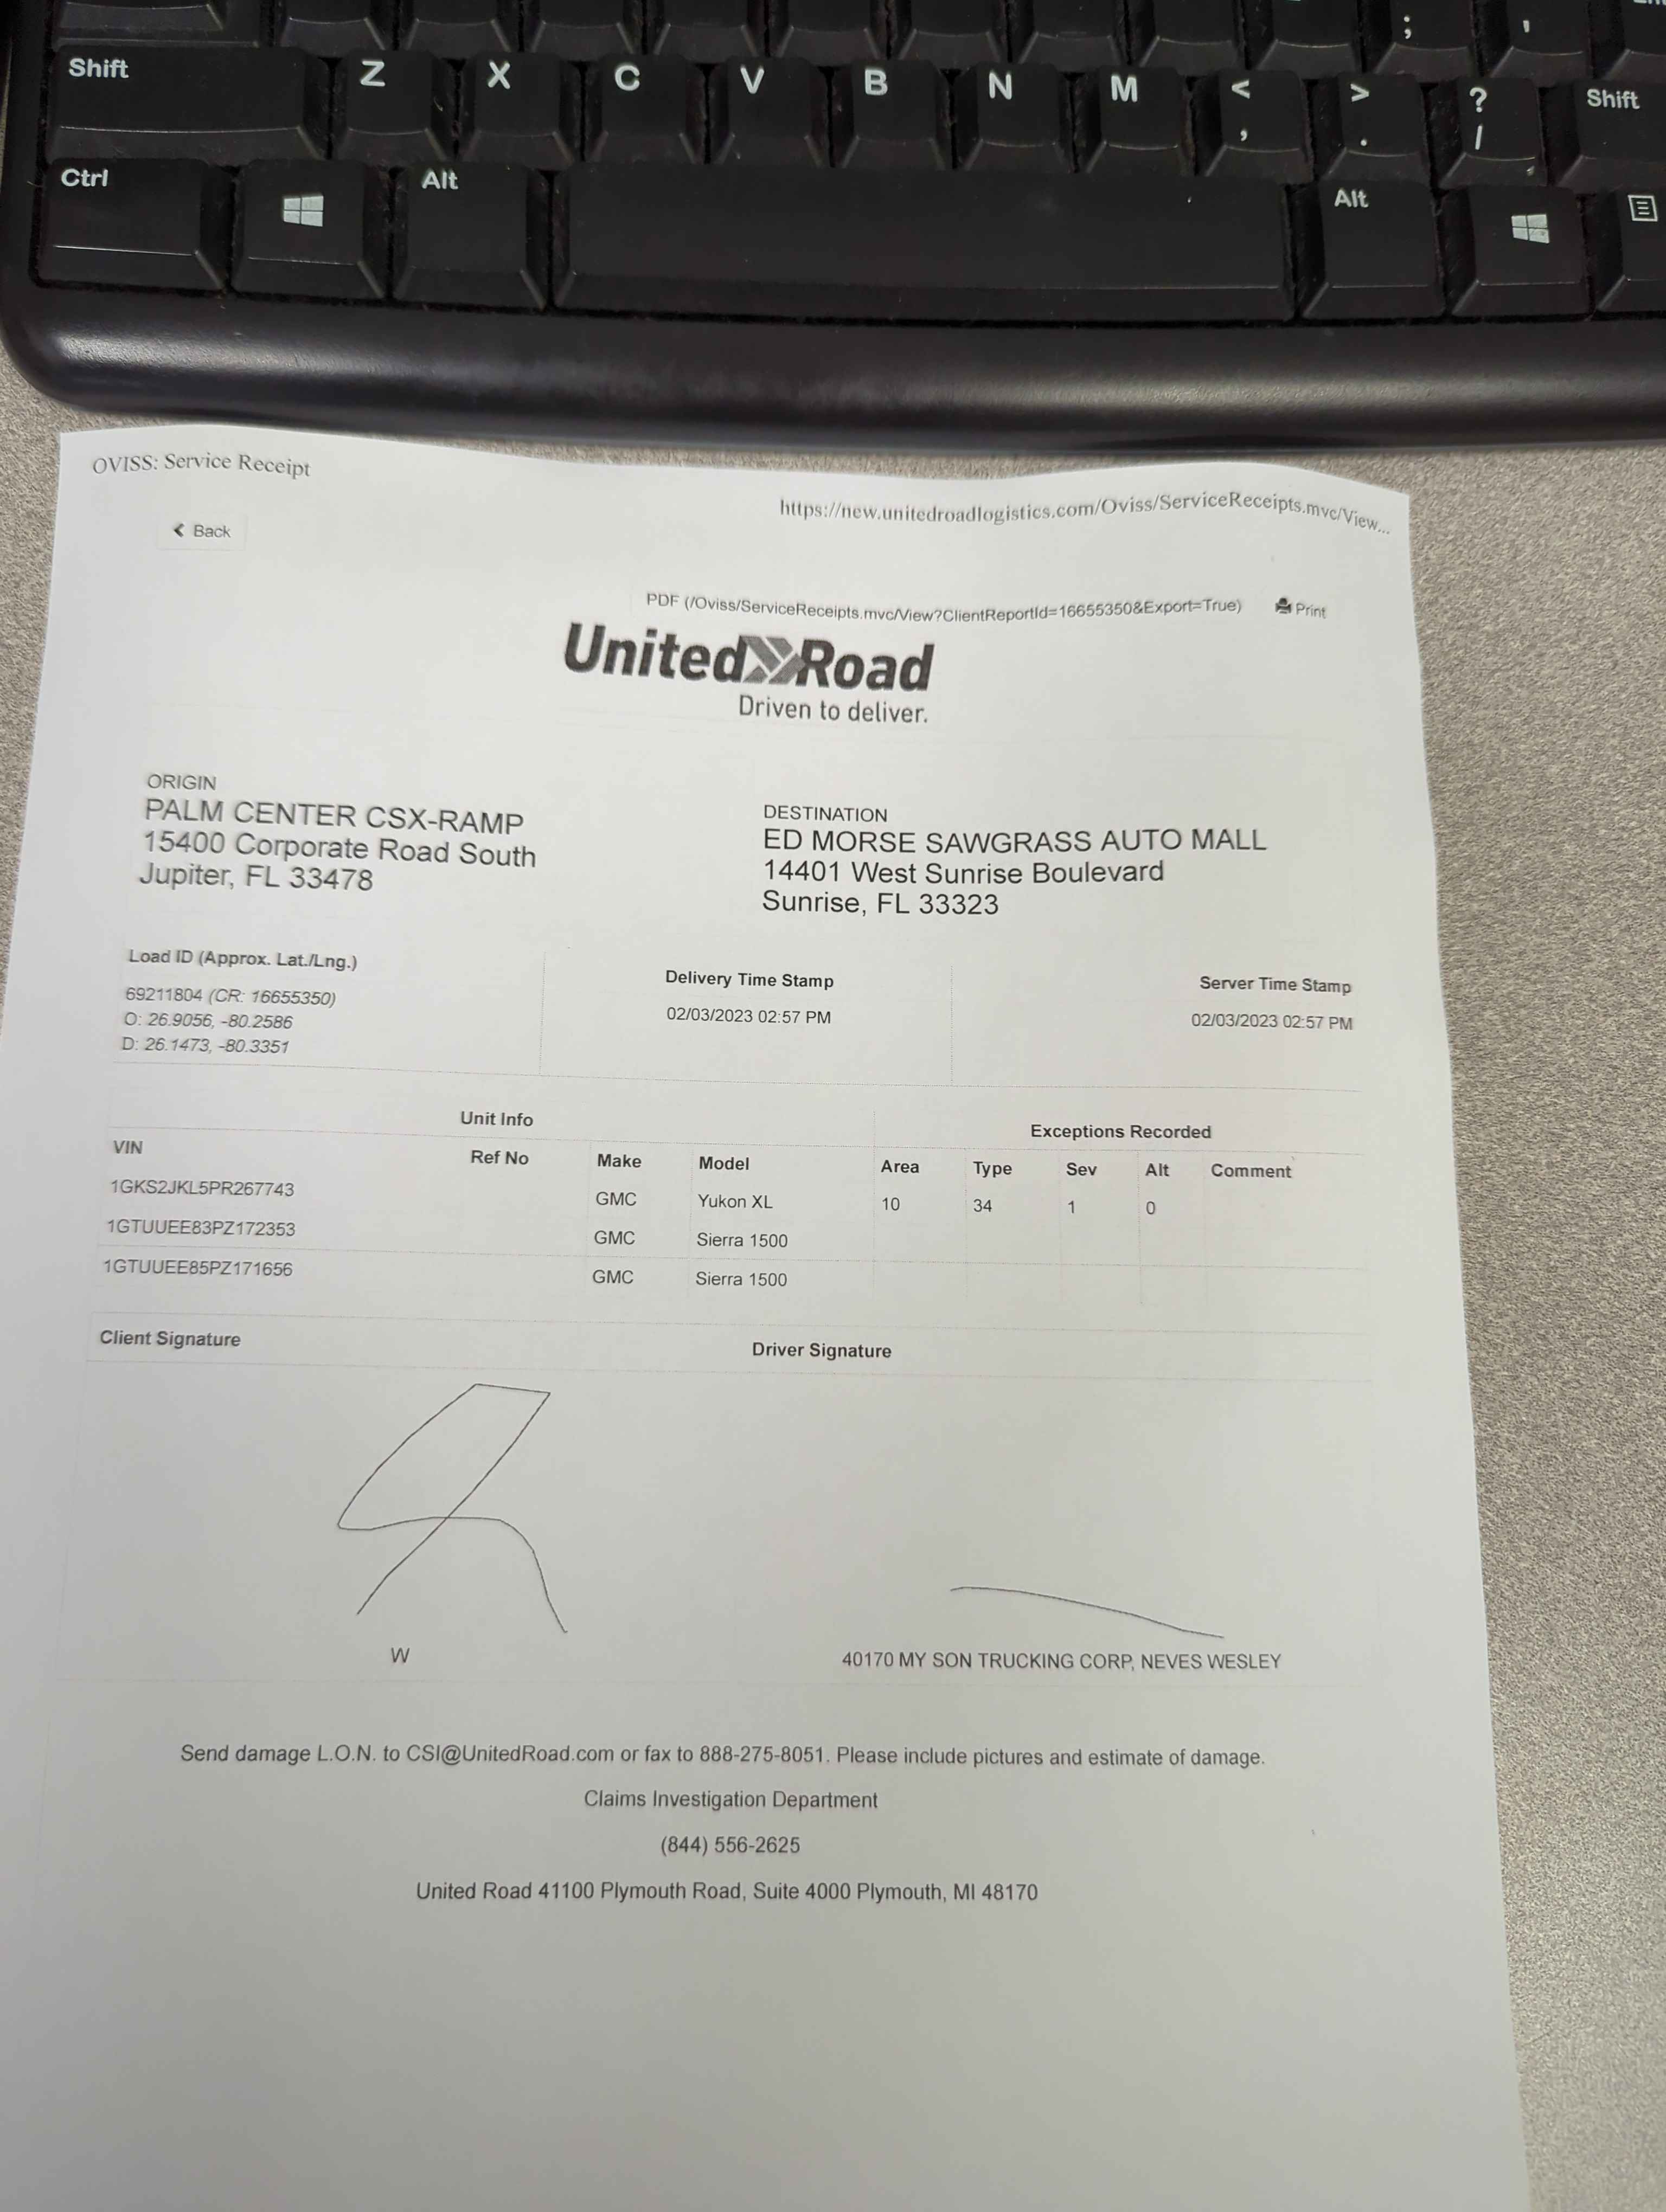 ; '
Shift Z X C V B N M < , > . ? / Shift
Ctrl Alt Alt
OVISS: Service Receipt
https://new.unitedroadlogistics.com/Oviss/ServiceReceipts.mvc/View...
Back
PDF (/Oviss/ServiceReceipts.mvc/View?ClientReportId=16655350&Export=True) Print
United Road
Driven to deliver.
ORIGIN
PALM CENTER CSX-RAMP
15400 Corporate Road South
Jupiter, FL 33478
DESTINATION
ED MORSE SAWGRASS AUTO MALL
14401 West Sunrise Boulevard
Sunrise, FL 33323
Load ID (Approx. Lat./Lng.)
69211804 (CR: 16655350)
O: 26.9056, -80.2586
D: 26.1473, -80.3351
Delivery Time Stamp
02/03/2023 02:57 PM
Server Time Stamp
02/03/2023 02:57 PM
Unit Info Exceptions Recorded
VIN Ref No Make Model Area Type Sev Alt Comment
1GKS2JKL5PR267743 GMC Yukon XL 10 34 1 0
1GTUUEE83PZ172353 GMC Sierra 1500
1GTUUEE85PZ171656 GMC Sierra 1500
Client Signature Driver Signature
W 40170 MY SON TRUCKING CORP, NEVES WESLEY
Send damage L.O.N. to CSI@UnitedRoad.com or fax to 888-275-8051. Please include pictures and estimate of damage.
Claims Investigation Department
(844) 556-2625
United Road 41100 Plymouth Road, Suite 4000 Plymouth, MI 48170